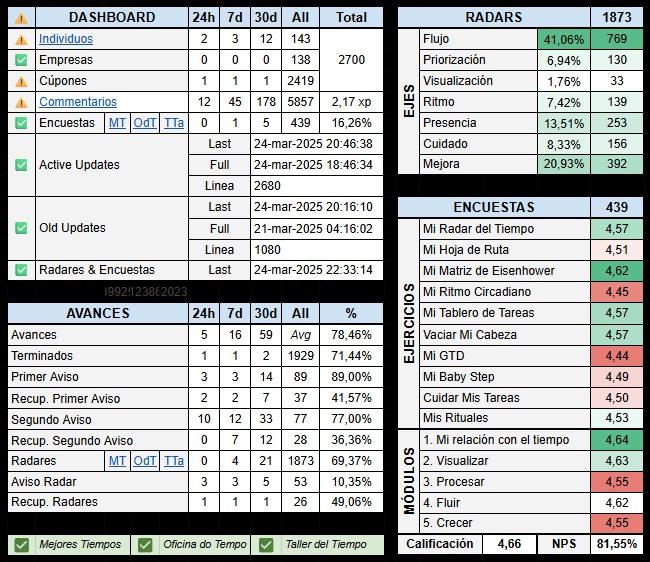 DASHBOARD 24h 7d 30d All Total
Individuos 2 3 12 143
Empresas 0 0 0 138 2700
Cúpones 1 1 1 2419
Commentarios 12 45 178 5857 2,17 xp
Encuestas MT OdT TTa 0 1 5 439 16,26%
Active Updates
Last 24-mar-2025 20:46:38
Full 24-mar-2025 18:46:34
Linea 2680
Old Updates
Last 24-mar-2025 20:16:10
Full 21-mar-2025 04:16:02
Linea 1080
Radares & Encuestas Last 24-mar-2025 22:33:14
AVANCES 24h 7d 30d All %
Avances 5 16 59 Avg 78,46%
Terminados 1 1 2 1929 71,44%
Primer Aviso 3 3 14 89 89,00%
Recup. Primer Aviso 2 2 7 37 41,57%
Segundo Aviso 10 12 33 77 77,00%
Recup. Segundo Aviso 0 7 12 28 36,36%
Radares MT OdT TTa 0 4 21 1873 69,37%
Aviso Radar 3 3 5 53 10,35%
Recup. Radares 1 1 1 26 49,06%
Mejores Tiempos Oficina do Tempo Taller del Tiempo
RADARS 1873
EJES
Flujo 41,06% 769
Priorización 6,94% 130
Visualización 1,76% 33
Ritmo 7,42% 139
Presencia 13,51% 253
Cuidado 8,33% 156
Mejora 20,93% 392
ENCUESTAS 439
EJERCICIOS
Mi Radar del Tiempo 4,57
Mi Hoja de Ruta 4,51
Mi Matriz de Eisenhower 4,62
Mi Ritmo Circadiano 4,45
Mi Tablero de Tareas 4,57
Vaciar Mi Cabeza 4,57
Mi GTD 4,44
Mi Baby Step 4,49
Cuidar Mis Tareas 4,50
Mis Rituales 4,53
MÓDULOS
1. Mi relación con el tiempo 4,64
2. Visualizar 4,63
3. Procesar 4,55
4. Fluir 4,62
5. Crecer 4,55
Calificación 4,66 NPS 81,55%